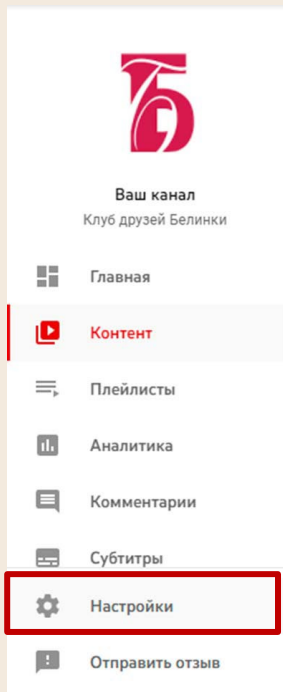 Б
Ваш канал
Клуб друзей Белинки
Главная
Контент
Плейлисты
Аналитика
Комментарии
Субтитры
Настройки
Отправить отзыв